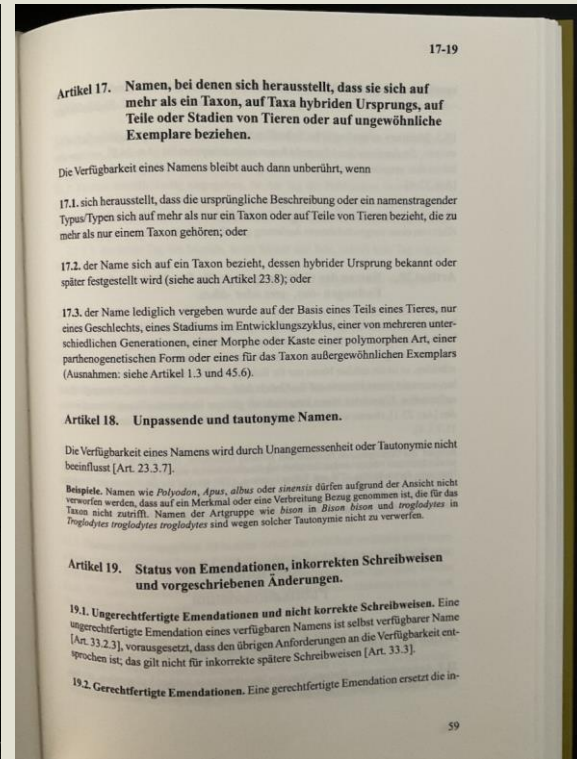 17-19
Artikel 17. Namen, bei denen sich herausstellt, dass sie sich auf
mehr als ein Taxon, auf Taxa hybriden Ursprungs, auf
Teile oder Stadien von Tieren oder auf ungewöhnliche
Exemplare beziehen.
Die Verfügbarkeit eines Namens bleibt auch dann unberührt, wenn
17.1. sich herausstellt, dass die ursprüngliche Beschreibung oder ein namenstragender
Typus/Typen sich auf mehr als nur ein Taxon oder auf Teile von Tieren bezieht, die zu
mehr als nur einem Taxon gehören; oder
17.2. der Name sich auf ein Taxon bezieht, dessen hybrider Ursprung bekannt oder
später festgestellt wird (siehe auch Artikel 23.8); oder
17.3. der Name lediglich vergeben wurde auf der Basis eines Teils eines Tieres, nur
eines Geschlechts, eines Stadiums im Entwicklungszyklus, einer von mehreren unter-
schiedlichen Generationen, einer Morphe oder Kaste einer polymorphen Art, einer
parthenogenetischen Form oder eines für das Taxon außergewöhnlichen Exemplars
(Ausnahmen: siehe Artikel 1.3 und 45.6).
Artikel 18. Unpassende und tautonyme Namen.
Die Verfügbarkeit eines Namens wird durch Unangemessenheit oder Tautonymie nicht
beeinflusst [Art. 23.3.7].
Beispiele. Namen wie Polyodon, Apus, albus oder sinensis dürfen aufgrund der Ansicht nicht
verworfen werden, dass auf ein Merkmal oder eine Verbreitung Bezug genommen ist, die für das
Taxon nicht zutrifft. Namen der Artgruppe wie bison in Bison bison und troglodytes in
Troglodytes troglodytes troglodytes sind wegen solcher Tautonymie nicht zu verwerfen.
Artikel 19. Status von Emendationen, inkorrekten Schreibweisen
und vorgeschriebenen Änderungen.
19.1. Ungerechtfertigte Emendationen und nicht korrekte Schreibweisen. Eine
ungerechtfertigte Emendation eines verfügbaren Namens ist selbst verfügbarer Name
[Art. 33.2.3], vorausgesetzt, dass den übrigen Anforderungen an die Verfügbarkeit ent-
sprochen ist; das gilt nicht für inkorrekte spätere Schreibweisen [Art. 33.3].
19.2. Gerechtfertigte Emendationen. Eine gerechtfertigte Emendation ersetzt die in-
59